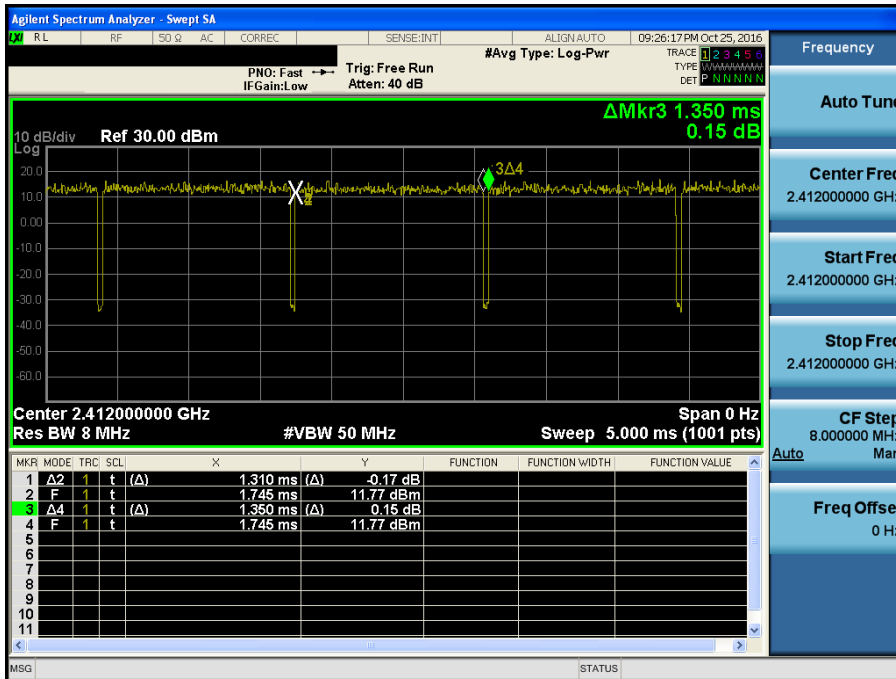 Agilent Spectrum Analyzer - Swept SA
LXI RL RF 50 Ω AC CORREC SENSE:INT ALIGN AUTO 09:26:17 PM Oct 25, 2016
#Avg Type: Log-Pwr
TRACE 1 2 3 4 5 6
TYPE WWWWWW
DET P N N N N N
PNO: Fast
IFGain:Low
Trig: Free Run
Atten: 40 dB
ΔMkr3 1.350 ms
0.15 dB
10 dB/div Ref 30.00 dBm
Log
20.0
10.0
0.00
-10.0
-20.0
-30.0
-40.0
-50.0
-60.0
3Δ4
Center 2.412000000 GHz Span 0 Hz
Res BW 8 MHz #VBW 50 MHz Sweep 5.000 ms (1001 pts)
MKR MODE TRC SCL X Y FUNCTION FUNCTION WIDTH FUNCTION VALUE
1 Δ2 1 t (Δ) 1.310 ms (Δ) -0.17 dB
2 F 1 t 1.745 ms 11.77 dBm
3 Δ4 1 t (Δ) 1.350 ms (Δ) 0.15 dB
4 F 1 t 1.745 ms 11.77 dBm
5
6
7
8
9
10
11
MSG STATUS
Frequency
Auto Tune
Center Freq
2.412000000 GHz
Start Freq
2.412000000 GHz
Stop Freq
2.412000000 GHz
CF Step
8.000000 MHz
Auto Man
Freq Offset
0 Hz